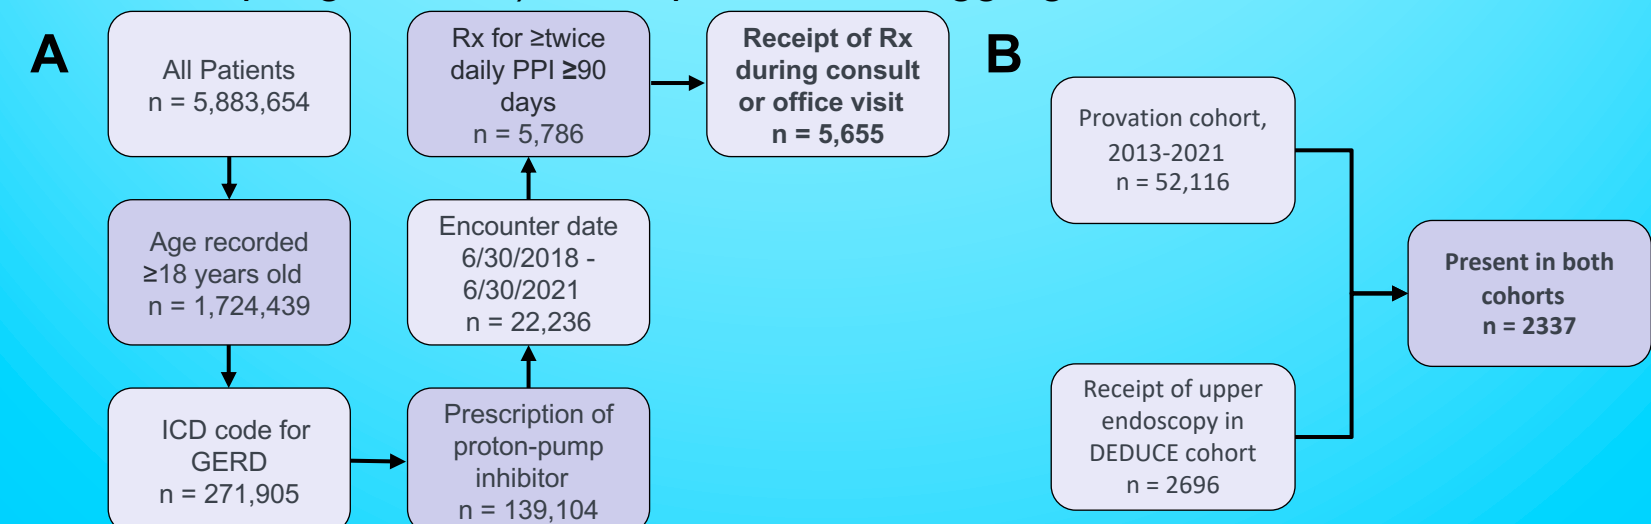 A
All Patients
n = 5,883,654
Age recorded
≥18 years old
n = 1,724,439
ICD code for
GERD
n = 271,905
Prescription of
proton-pump
inhibitor
n = 139,104
Encounter date
6/30/2018 -
6/30/2021
n = 22,236
Rx for ≥twice
daily PPI ≥90
days
n = 5,786
Receipt of Rx
during consult
or office visit
n = 5,655
B
Provation cohort,
2013-2021
n = 52,116
Receipt of upper
endoscopy in
DEDUCE cohort
n = 2696
Present in both
cohorts
n = 2337